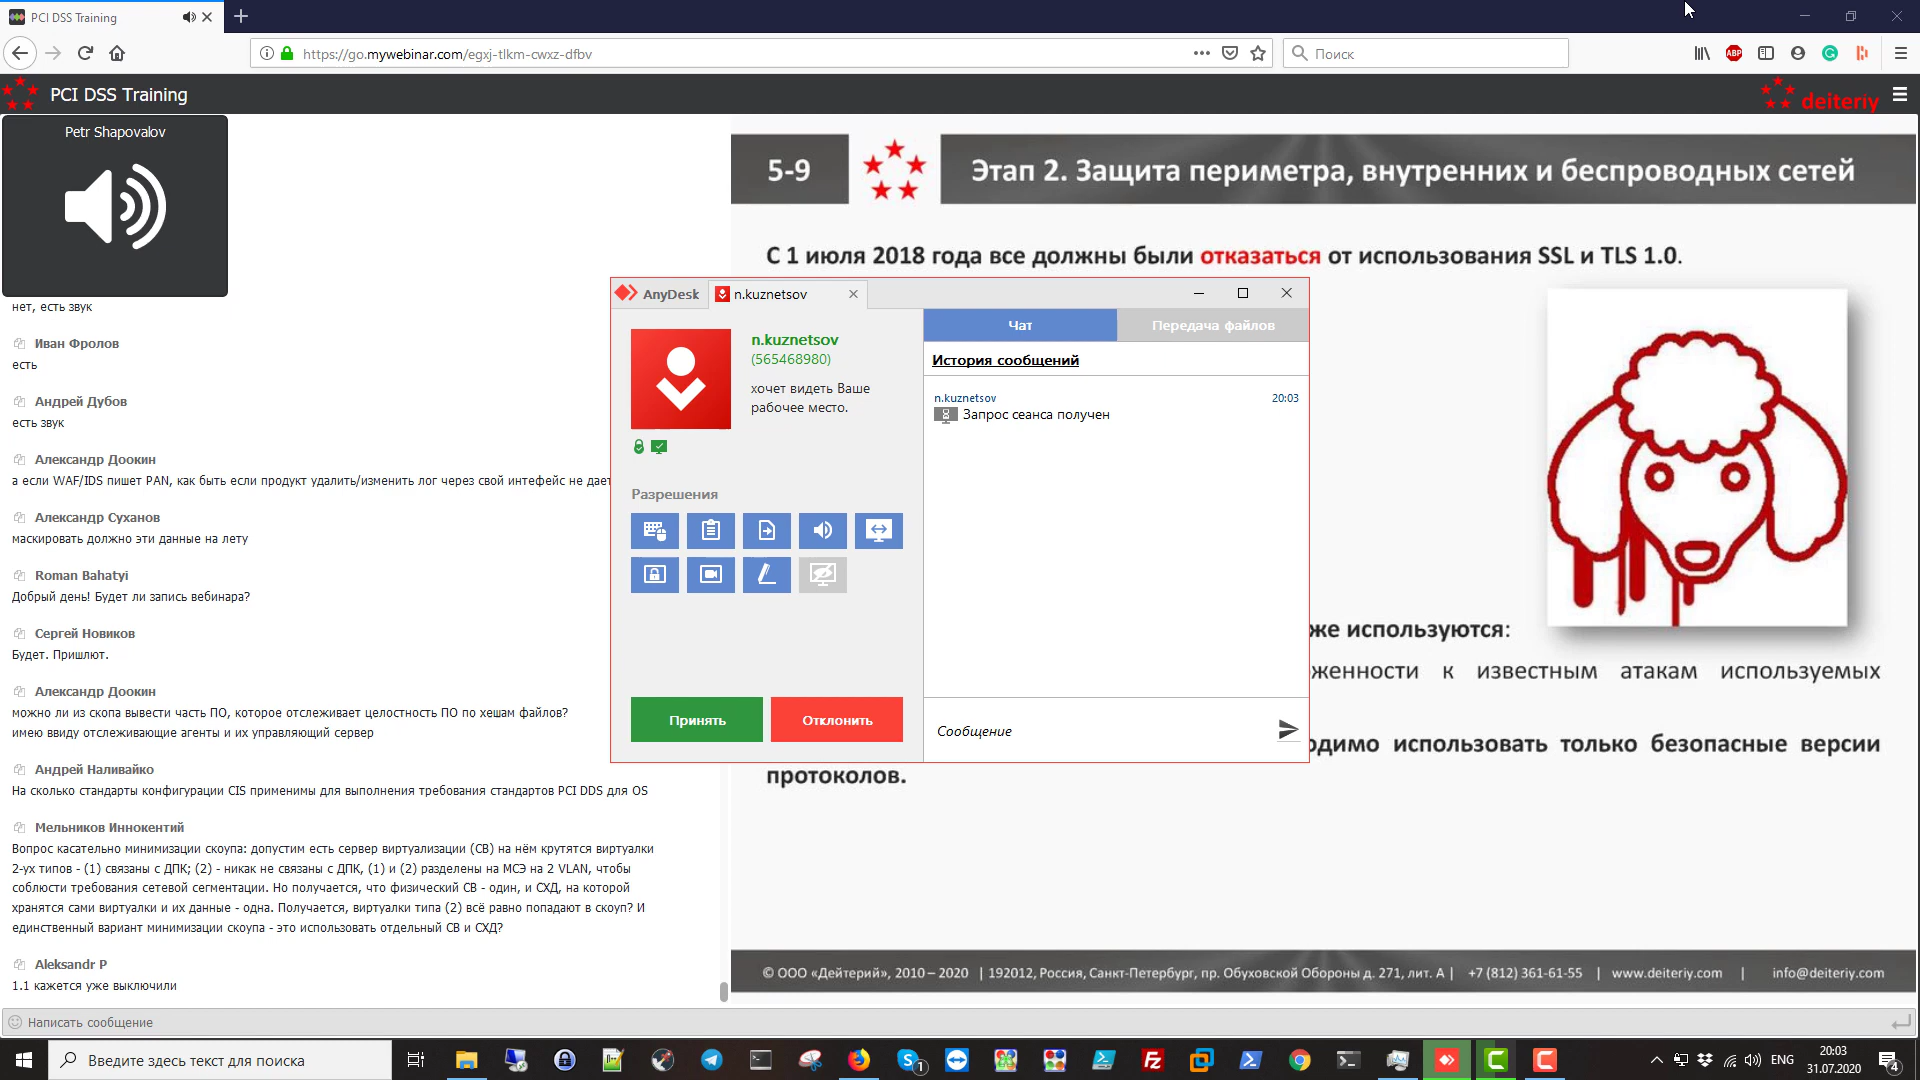 PCI DSS Training
https://go.mywebinar.com/egxj-tlkm-cwxz-dfbv
Поиск
ABP
PCI DSS Training
deiteriy
Petr Shapovalov
нет, есть звук
Иван Фролов
есть
Андрей Дубов
есть звук
Александр Доокин
а если WAF/IDS пишет PAN, как быть если продукт удалить/изменить лог через свой интефейс не дает
Александр Суханов
маскировать должно эти данные на лету
Roman Bahatyi
Добрый день! Будет ли запись вебинара?
Сергей Новиков
Будет. Пришлют.
Александр Доокин
можно ли из скопа вывести часть ПО, которое отслеживает целостность ПО по хешам файлов?
имею ввиду отслеживающие агенты и их управляющий сервер
Андрей Наливайко
На сколько стандарты конфигурации CIS применимы для выполнения требования стандартов PCI DDS для OS
Мельников Иннокентий
Вопрос касательно минимизации скоупа: допустим есть сервер виртуализации (СВ) на нём крутятся виртуалки
2-ух типов - (1) связаны с ДПК; (2) - никак не связаны с ДПК, (1) и (2) разделены на МСЭ на 2 VLAN, чтобы
соблюсти требования сетевой сегментации. Но получается, что физический СВ - один, и СХД, на которой
хранятся сами виртуалки и их данные - одна. Получается, виртуалки типа (2) всё равно попадают в скоуп? И
единственный вариант минимизации скоупа - это использовать отдельный СВ и СХД?
Aleksandr P
1.1 кажется уже выключили
Написать сообщение
5-9
Этап 2. Защита периметра, внутренних и беспроводных сетей
С 1 июля 2018 года все должны были отказаться от использования SSL и TLS 1.0.
же используются:
женности к известным атакам используемых
одимо использовать только безопасные версии
протоколов.
© ООО «Дейтерий», 2010 – 2020 | 192012, Россия, Санкт-Петербург, пр. Обуховской Обороны д. 271, лит. А | +7 (812) 361-61-55 | www.deiteriy.com | info@deiteriy.com
AnyDesk
n.kuznetsov
n.kuznetsov
(565468980)
хочет видеть Ваше
рабочее место.
Разрешения
Принять
Отклонить
Чат
Передача файлов
История сообщений
n.kuznetsov
20:03
Запрос сеанса получен
Сообщение
Введите здесь текст для поиска
1
ENG
20:03
31.07.2020
4